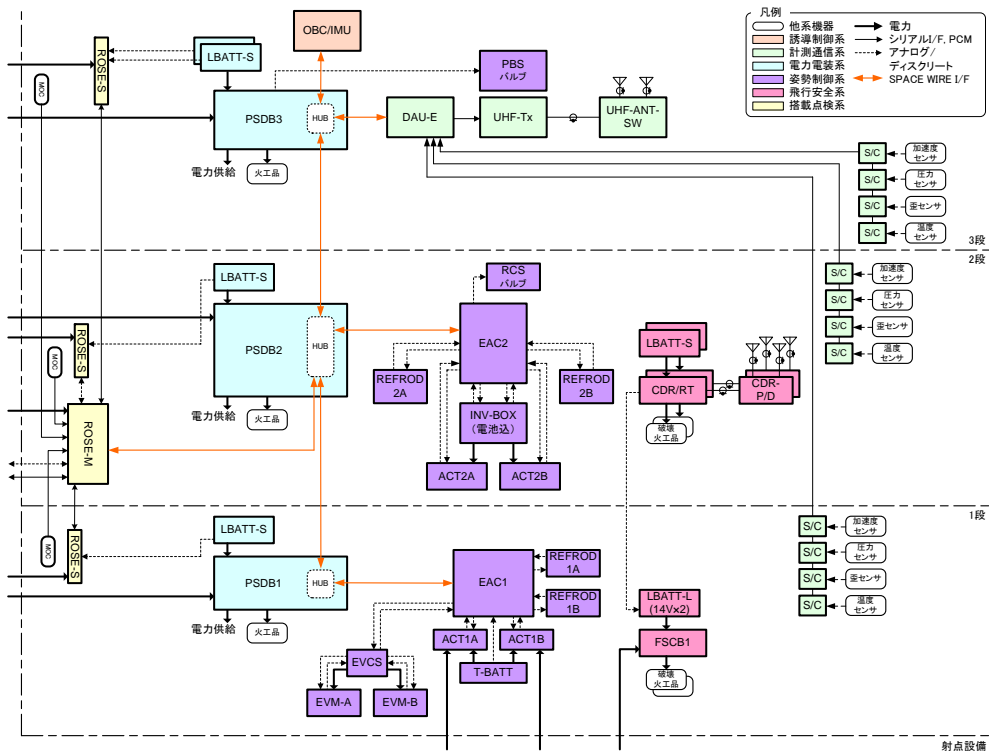 凡例
他系機器
誘導制御系
計測通信系
電力電装系
姿勢制御系
飛行安全系
搭載点検系
電力
シリアルI/F, PCM
アナログ/
ディスクリート
SPACE WIRE I/F
OBC/IMU
ROSE-S
LBATT-S
MOC
PBS
バルブ
PSDB3
HUB
DAU-E
UHF-Tx
UHF-ANT-
SW
電力供給
火工品
S/C
加速度
センサ
S/C
圧力
センサ
S/C
歪センサ
S/C
温度
センサ
3段
2段
LBATT-S
RCS
バルブ
ROSE-S
MOC
PSDB2
HUB
EAC2
REFROD
2A
REFROD
2B
INV-BOX
(電池込)
ACT2A
ACT2B
LBATT-S
CDR/RT
CDR-
P/D
破壊
火工品
S/C
加速度
センサ
S/C
圧力
センサ
S/C
歪センサ
S/C
温度
センサ
電力供給
火工品
ROSE-M
1段
LBATT-S
ROSE-S
MOC
PSDB1
HUB
EAC1
REFROD
1A
REFROD
1B
電力供給
火工品
ACT1A
ACT1B
T-BATT
EVCS
EVM-A
EVM-B
LBATT-L
(14V×2)
FSCB1
破壊
火工品
S/C
加速度
センサ
S/C
圧力
センサ
S/C
歪センサ
S/C
温度
センサ
射点設備